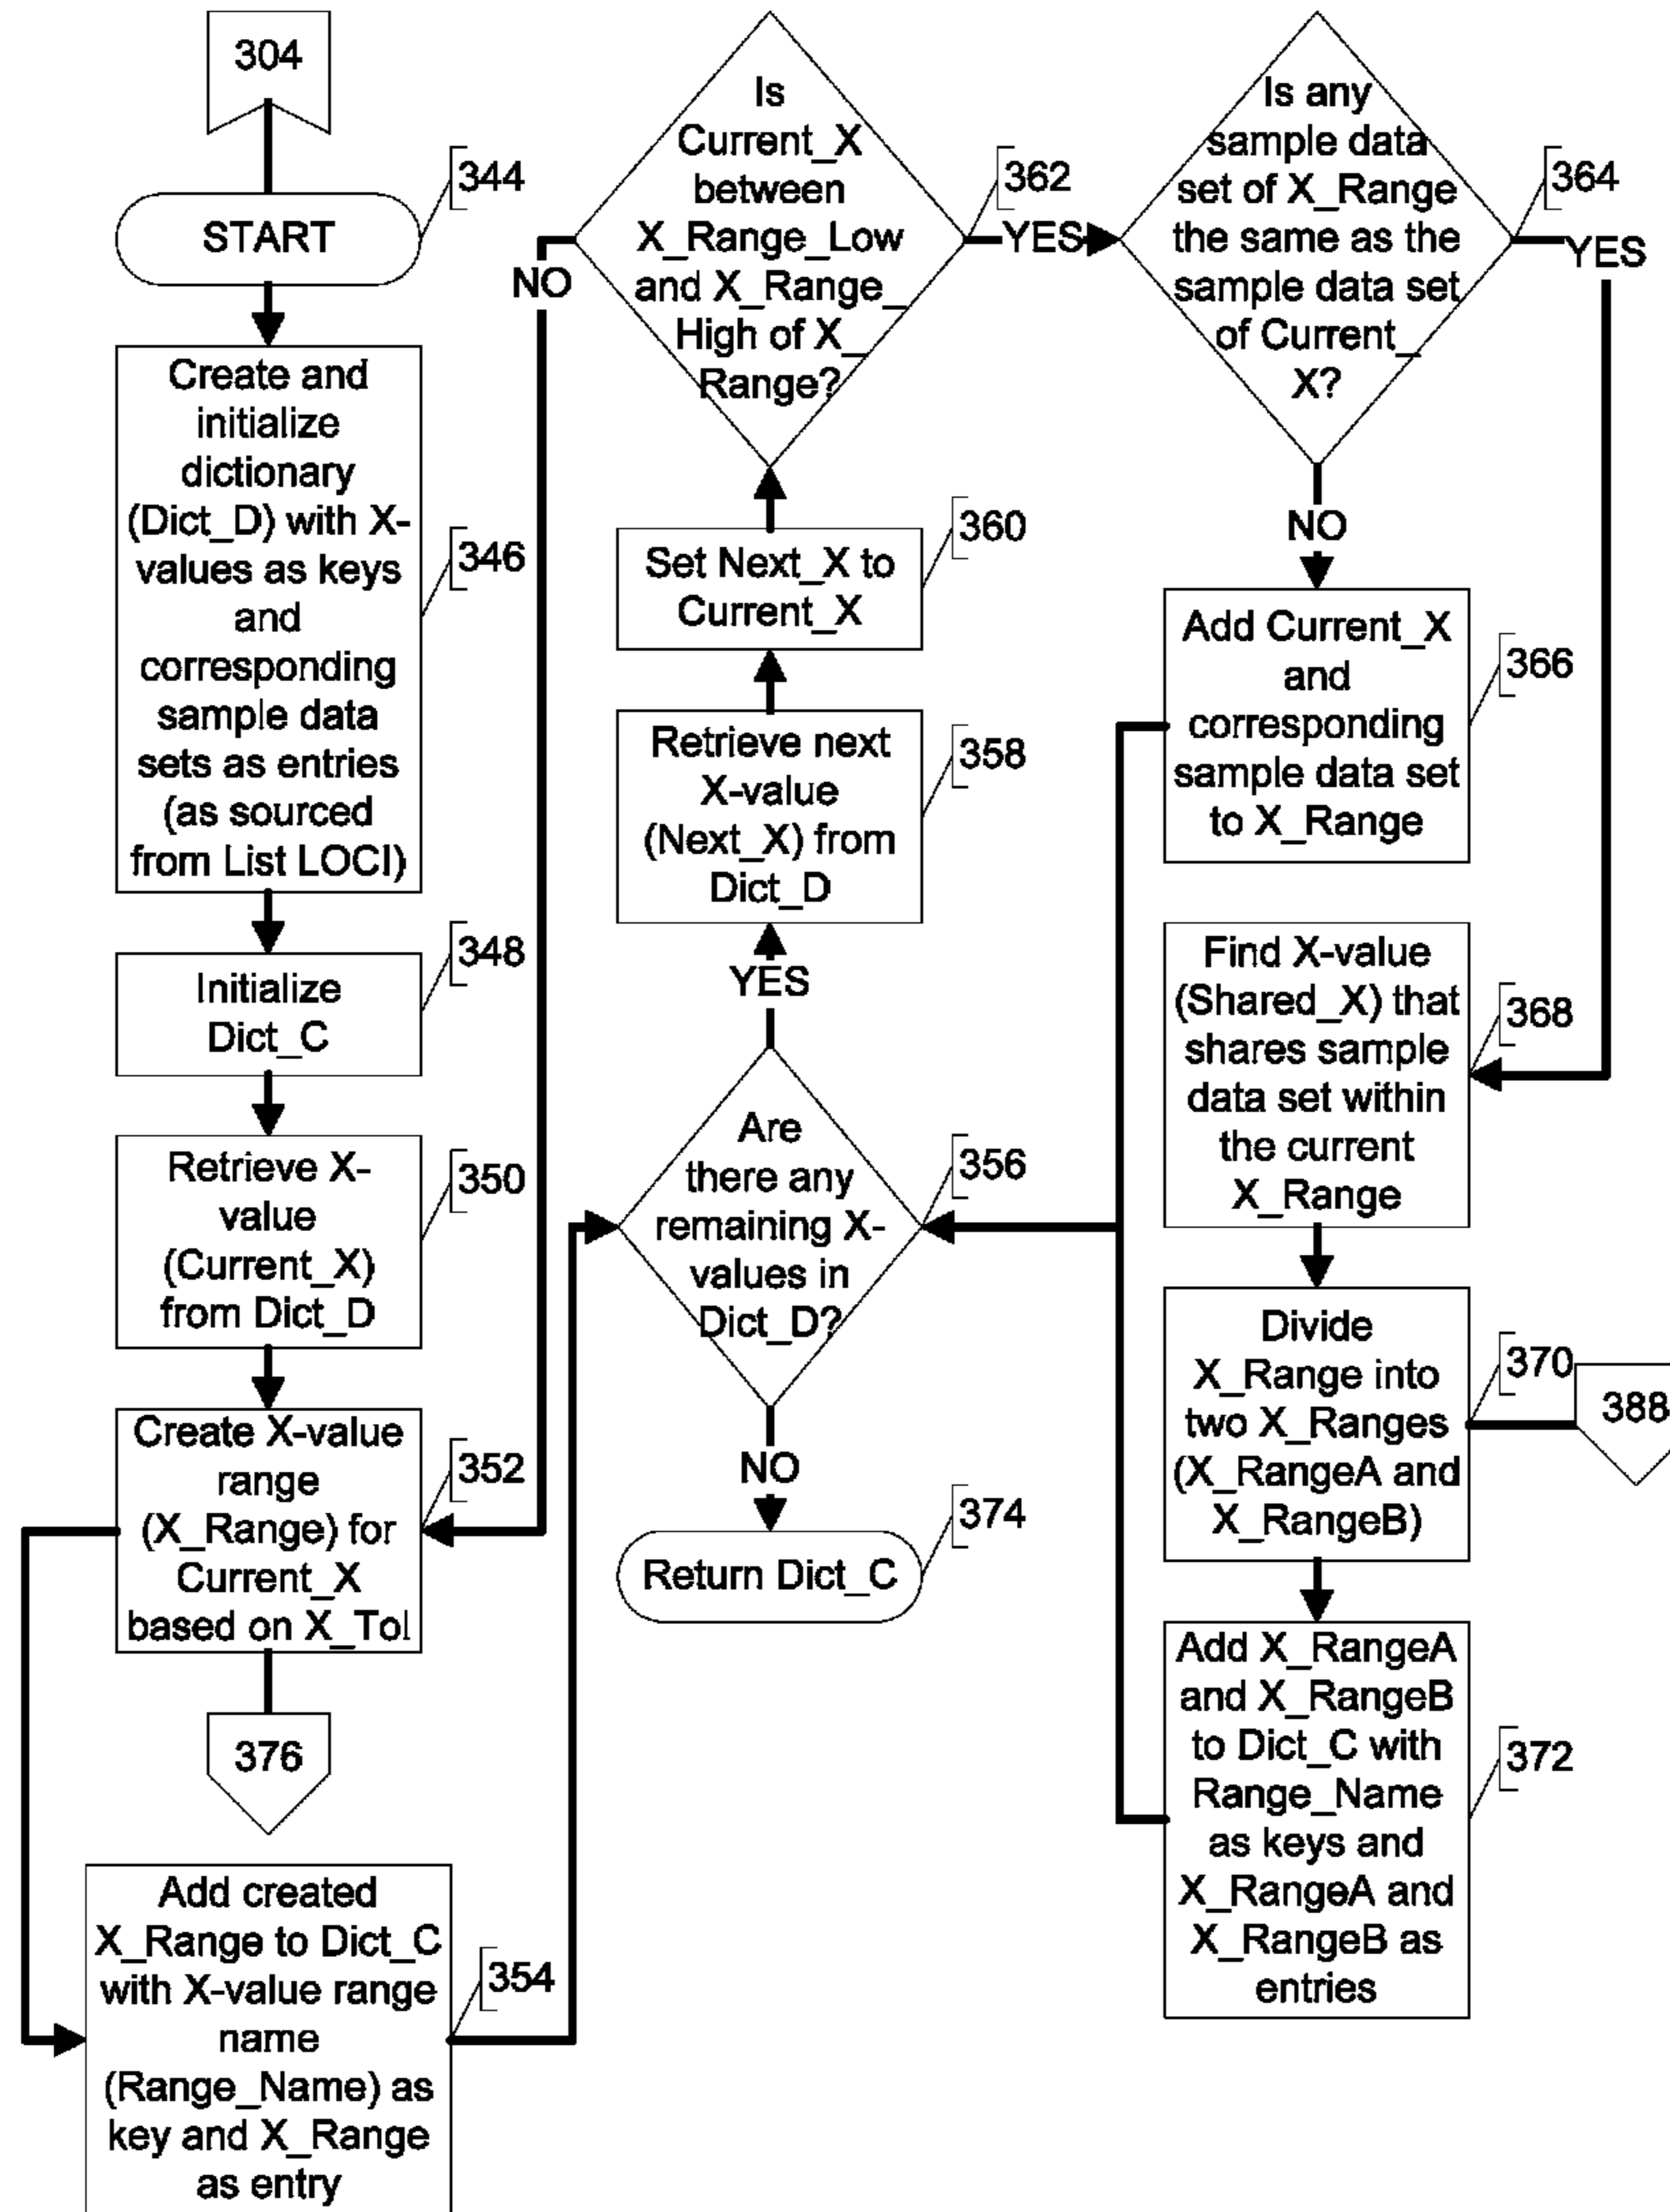 304
START
344
Create and
initialize
dictionary
(Dict_D) with X-
values as keys
and
corresponding
sample data
sets as entries
(as sourced
from List LOCI)
346
Initialize
Dict_C
348
Retrieve X-
value
(Current_X)
from Dict_D
350
Create X-value
range
(X_Range) for
Current_X
based on X_Tol
352
376
Add created
X_Range to Dict_C
with X-value range
name
(Range_Name) as
key and X_Range
as entry
354
Is
Current_X
between
X_Range_Low
and X_Range_
High of X_
Range?
362
NO
YES
Set Next_X to
Current_X
360
Retrieve next
X-value
(Next_X) from
Dict_D
358
YES
Are
there any
remaining X-
values in
Dict_D?
356
NO
Return Dict_C
374
Is any
sample data
set of X_Range
the same as the
sample data set
of Current_
X?
364
YES
NO
Add Current_X
and
corresponding
sample data set
to X_Range
366
Find X-value
(Shared_X) that
shares sample
data set within
the current
X_Range
368
Divide
X_Range into
two X_Ranges
(X_RangeA and
X_RangeB)
370
388
Add X_RangeA
and X_RangeB
to Dict_C with
Range_Name
as keys and
X_RangeA and
X_RangeB as
entries
372